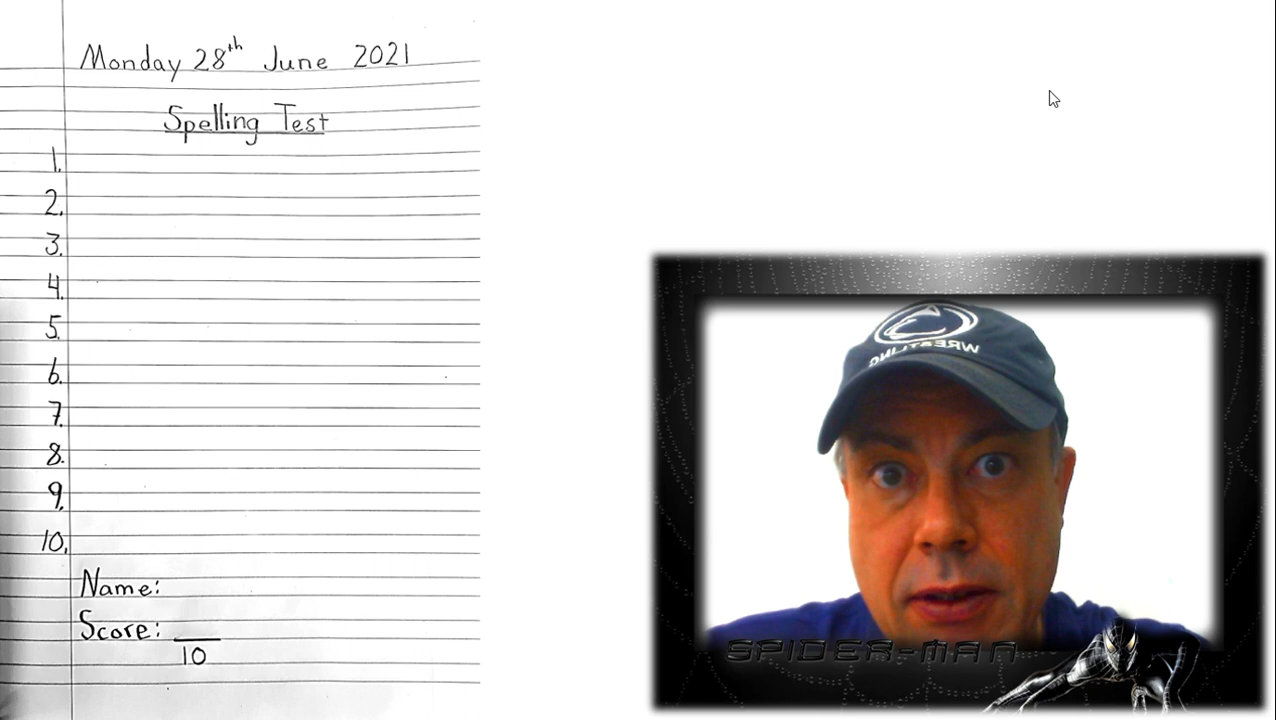 Monday 28th June 2021
Spelling Test
1.
2.
3.
4.
5.
6.
7.
8.
9.
10.
Name:
Score: __
10
WRESTLING
SPIDER-MAN